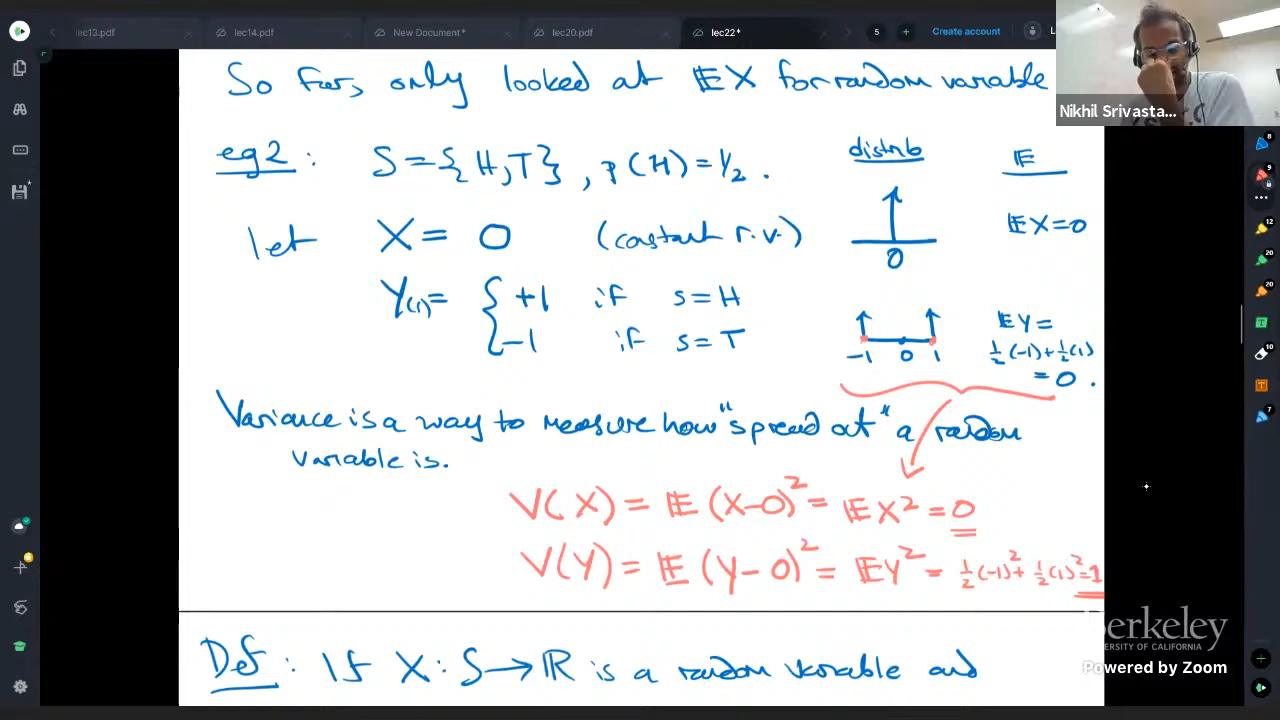 lec13.pdf lec14.pdf New Document* lec20.pdf lec22* 5 Create account
Nikhil Srivasta...
So far, only looked at 𝔼X for random variable
eg2: S = {H,T}, p(H) = 1/2. distrib 𝔼
let X = 0 (constant r.v.) 0 𝔼X = 0
Y(s) = { +1 if s = H
-1 if s = T
-1 0 1
𝔼Y =
1/2(-1) + 1/2(1)
= 0.
Variance is a way to measure how "spread out" a random
variable is.
V(X) = 𝔼(X-0)² = 𝔼X² = 0
V(Y) = 𝔼(Y-0)² = 𝔼Y² = 1/2(-1)² + 1/2(1)² = 1
Def: If X: S → ℝ is a random variable and
Berkeley
UNIVERSITY OF CALIFORNIA
Powered by Zoom